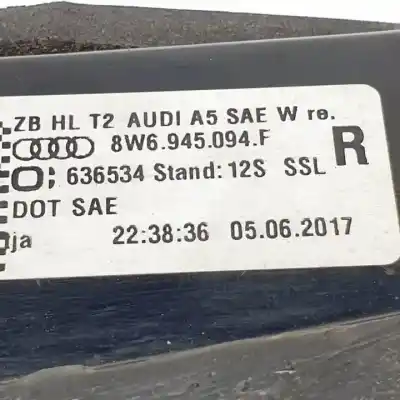 ZB HL T2 AUDI A5 SAE W re.
8W6.945.094.F
R
636534 Stand: 12S SSL
DOT SAE
ja 22:38:36 05.06.2017